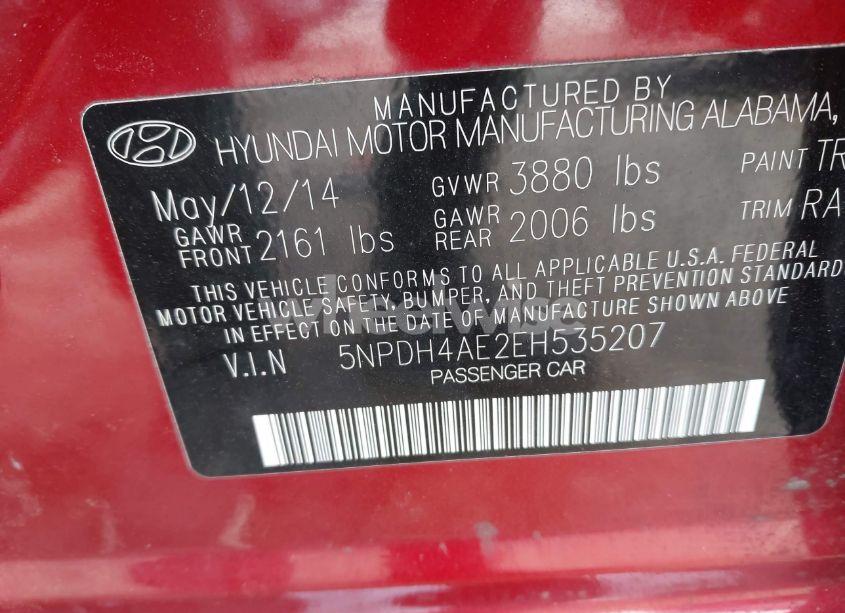 MANUFACTURED BY
HYUNDAI MOTOR MANUFACTURING ALABAMA,
May/12/14 GVWR 3880 lbs PAINT TR
GAWR FRONT 2161 lbs GAWR REAR 2006 lbs TRIM RA
THIS VEHICLE CONFORMS TO ALL APPLICABLE U.S.A. FEDERAL
MOTOR VEHICLE SAFETY, BUMPER, AND THEFT PREVENTION STANDARD
IN EFFECT ON THE DATE OF MANUFACTURE SHOWN ABOVE
V.I.N 5NPDH4AE2EH535207
PASSENGER CAR